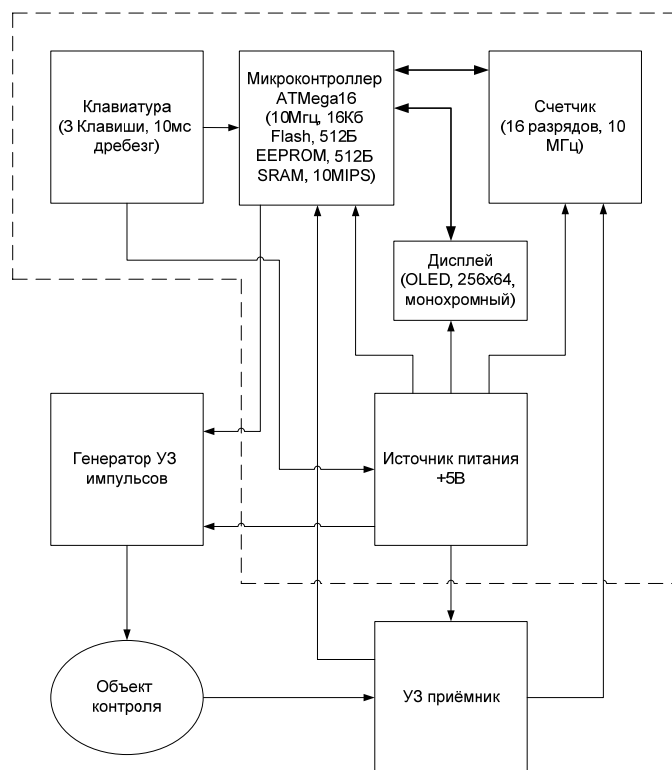 Клавиатура
(3 Клавиши, 10мс
дребезг)
Микроконтроллер
ATMega16
(10Мгц, 16Кб
Flash, 512Б
EEPROM, 512Б
SRAM, 10MIPS)
Счетчик
(16 разрядов, 10
МГц)
Дисплей
(OLED, 256x64,
монохромный)
Генератор УЗ
импульсов
Источник питания
+5В
Объект
контроля
УЗ приёмник